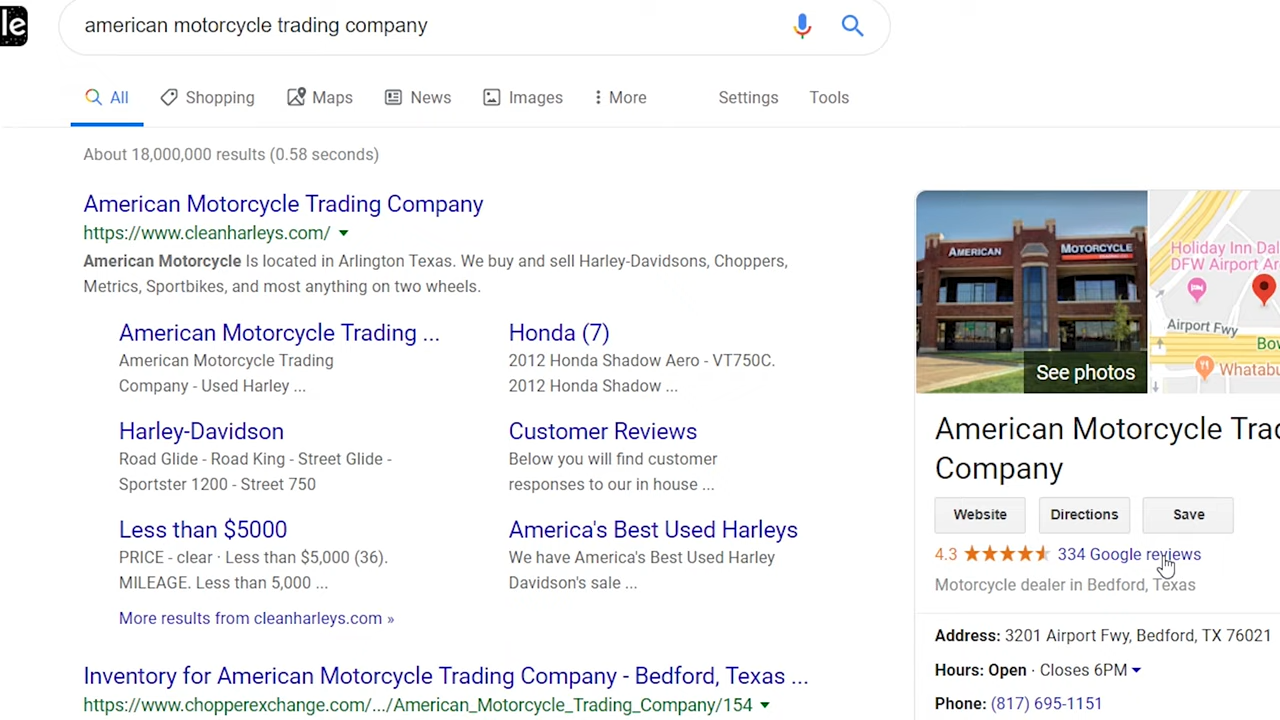 le
american motorcycle trading company
All Shopping Maps News Images More Settings Tools
About 18,000,000 results (0.58 seconds)
American Motorcycle Trading Company
https://www.cleanharleys.com/
American Motorcycle Is located in Arlington Texas. We buy and sell Harley-Davidsons, Choppers,
Metrics, Sportbikes, and most anything on two wheels.
American Motorcycle Trading ...
American Motorcycle Trading
Company - Used Harley ...
Honda (7)
2012 Honda Shadow Aero - VT750C.
2012 Honda Shadow ...
Harley-Davidson
Road Glide - Road King - Street Glide -
Sportster 1200 - Street 750
Customer Reviews
Below you will find customer
responses to our in house ...
Less than $5000
PRICE - clear · Less than $5,000 (36).
MILEAGE. Less than 5,000 ...
America's Best Used Harleys
We have America's Best Used Harley
Davidson's sale ...
More results from cleanharleys.com »
Inventory for American Motorcycle Trading Company - Bedford, Texas ...
https://www.chopperexchange.com/.../American_Motorcycle_Trading_Company/154
AMERICAN MOTORCYCLE
See photos
Holiday Inn Dal
DFW Airport Ar
Airport Fwy
Bow
Whatabu
American Motorcycle Trad
Company
Website Directions Save
4.3 334 Google reviews
Motorcycle dealer in Bedford, Texas
Address: 3201 Airport Fwy, Bedford, TX 76021
Hours: Open · Closes 6PM
Phone: (817) 695-1151